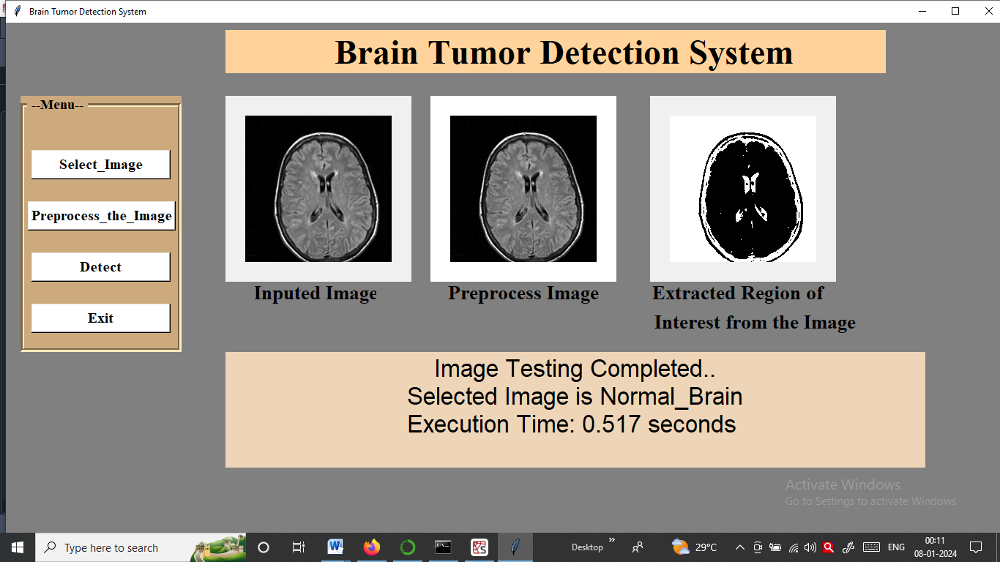 Brain Tumor Detection System
Brain Tumor Detection System
--Menu--
Select_Image
Preprocess_the_Image
Detect
Exit
Inputed Image
Preprocess Image
Extracted Region of
Interest from the Image
Image Testing Completed..
Selected Image is Normal_Brain
Execution Time: 0.517 seconds
Activate Windows
Go to Settings to activate Windows.
Type here to search
Desktop
29°C
ENG
00:11
08-01-2024